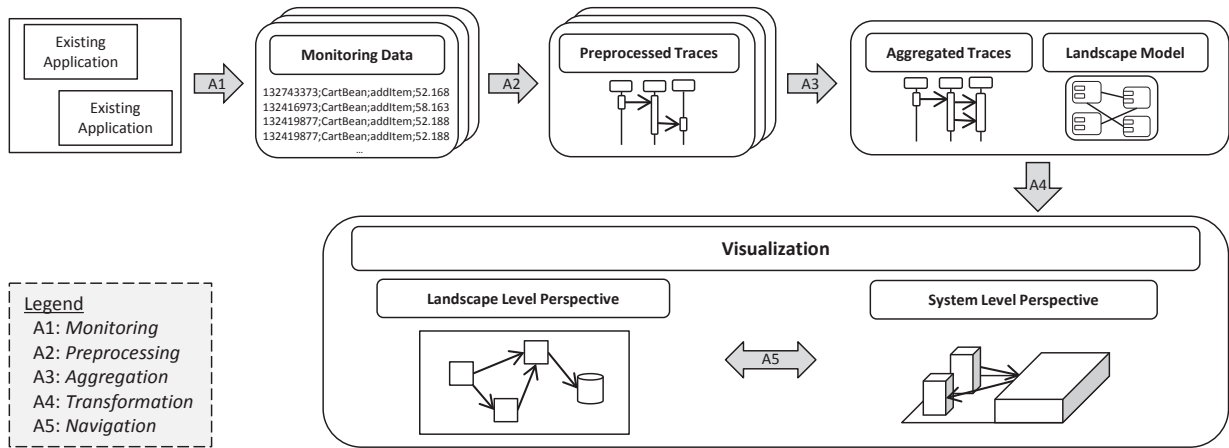 Existing
Application
Existing
Application
A1
Monitoring Data
132743373;CartBean;addItem;52.168
132416973;CartBean;addItem;58.163
132419877;CartBean;addItem;52.188
132419877;CartBean;addItem;52.188
...
A2
Preprocessed Traces
A3
Aggregated Traces
Landscape Model
A4
Visualization
Landscape Level Perspective
A5
System Level Perspective
Legend
A1: Monitoring
A2: Preprocessing
A3: Aggregation
A4: Transformation
A5: Navigation